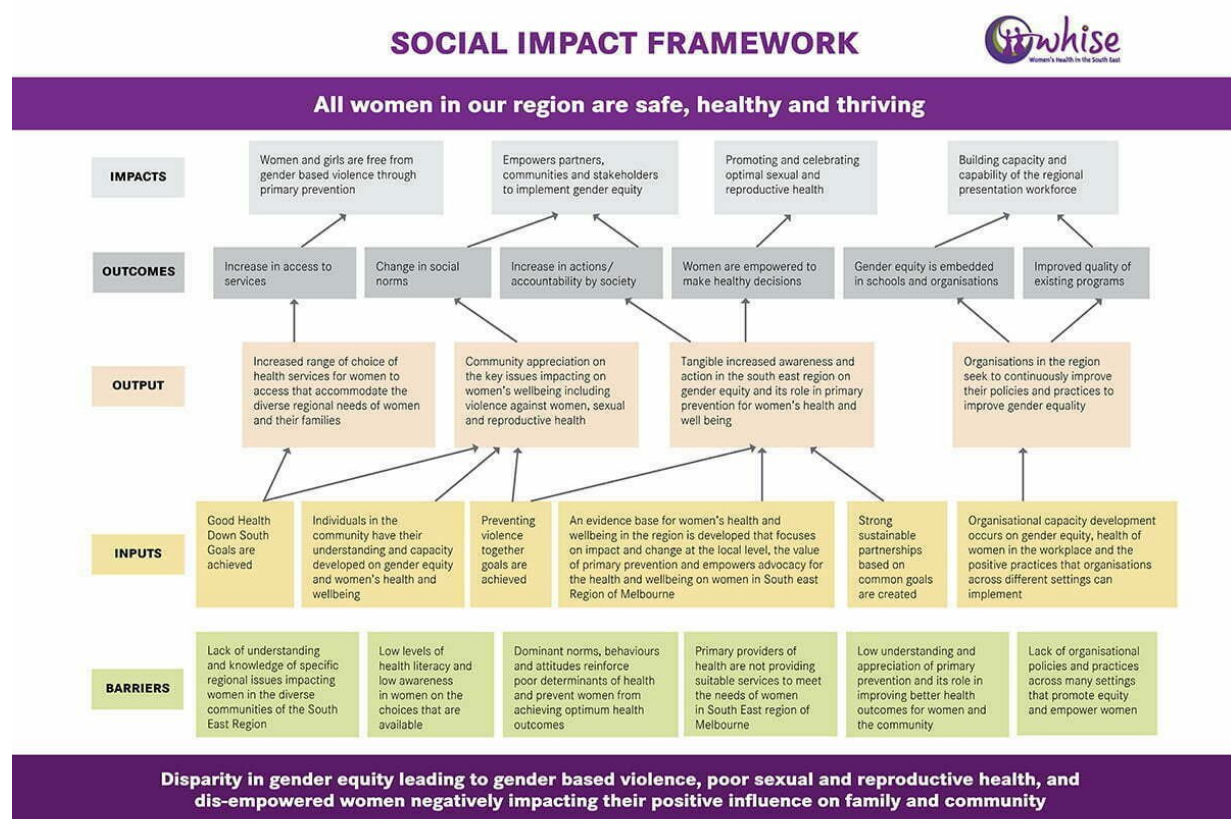 SOCIAL IMPACT FRAMEWORK
whise
Women's Health in the South East
All women in our region are safe, healthy and thriving
IMPACTS
Women and girls are free from
gender based violence through
primary prevention
Empowers partners,
communities and stakeholders
to implement gender equity
Promoting and celebrating
optimal sexual and
reproductive health
Building capacity and
capability of the regional
presentation workforce
OUTCOMES
Increase in access to
services
Change in social
norms
Increase in actions/
accountability by society
Women are empowered to
make healthy decisions
Gender equity is embedded
in schools and organisations
Improved quality of
existing programs
OUTPUT
Increased range of choice of
health services for women to
access that accommodate the
diverse regional needs of women
and their families
Community appreciation on
the key issues impacting on
women's wellbeing including
violence against women, sexual
and reproductive health
Tangible increased awareness and
action in the south east region on
gender equity and its role in primary
prevention for women's health and
well being
Organisations in the region
seek to continuously improve
their policies and practices to
improve gender equality
INPUTS
Good Health
Down South
Goals are
achieved
Individuals in the
community have their
understanding and capacity
developed on gender equity
and women's health and
wellbeing
Preventing
violence
together
goals are
achieved
An evidence base for women's health and
wellbeing in the region is developed that focuses
on impact and change at the local level, the value
of primary prevention and empowers advocacy for
the health and wellbeing on women in South east
Region of Melbourne
Strong
sustainable
partnerships
based on
common goals
are created
Organisational capacity development
occurs on gender equity, health of
women in the workplace and the
positive practices that organisations
across different settings can
implement
BARRIERS
Lack of understanding
and knowledge of specific
regional issues impacting
women in the diverse
communities of the South
East Region
Low levels of
health literacy and
low awareness
in women on the
choices that are
available
Dominant norms, behaviours
and attitudes reinforce
poor determinants of health
and prevent women from
achieving optimum health
outcomes
Primary providers of
health are not providing
suitable services to meet
the needs of women
in South East region of
Melbourne
Low understanding and
appreciation of primary
prevention and its role in
improving better health
outcomes for women and
the community
Lack of organisational
policies and practices
across many settings
that promote equity
and empower women
Disparity in gender equity leading to gender based violence, poor sexual and reproductive health, and
dis-empowered women negatively impacting their positive influence on family and community